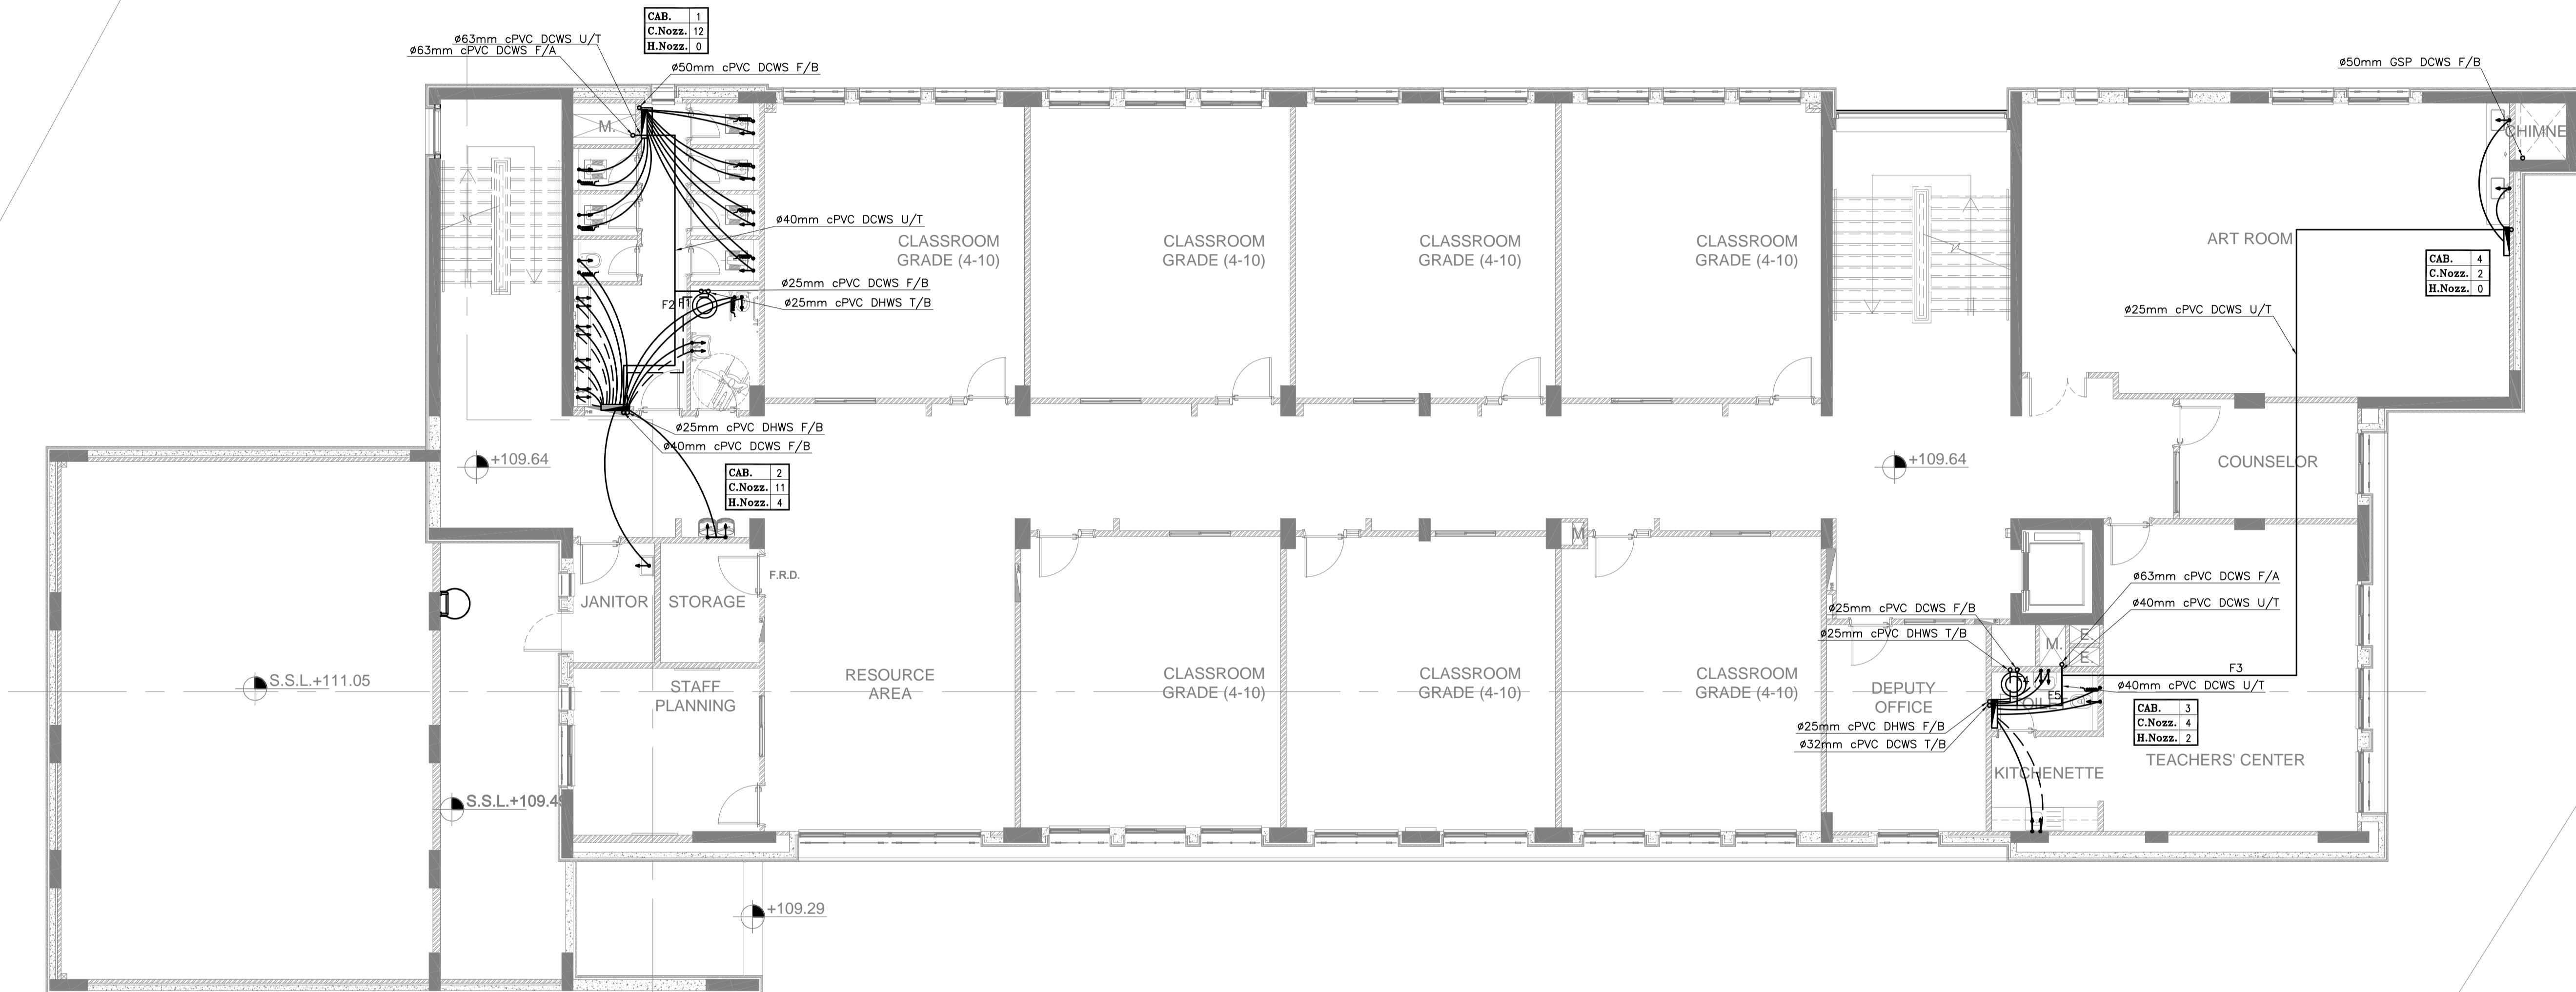 CAB. 1
C.Nozz. 12
H.Nozz. 0
ø63mm cPVC DCWS U/T
ø63mm cPVC DCWS F/A
ø50mm cPVC DCWS F/B
ø50mm GSP DCWS F/B
M.
CHIMNE
ø40mm cPVC DCWS U/T
CLASSROOM
GRADE (4-10)
CLASSROOM
GRADE (4-10)
CLASSROOM
GRADE (4-10)
CLASSROOM
GRADE (4-10)
ART ROOM
CAB. 4
C.Nozz. 2
H.Nozz. 0
ø25mm cPVC DCWS F/B
F2
F1
ø25mm cPVC DHWS T/B
ø25mm cPVC DCWS U/T
ø25mm cPVC DHWS F/B
ø40mm cPVC DCWS F/B
+109.64
+109.64
COUNSELOR
CAB. 2
C.Nozz. 11
H.Nozz. 4
M
F.R.D.
JANITOR
STORAGE
ø63mm cPVC DCWS F/A
ø40mm cPVC DCWS U/T
ø25mm cPVC DCWS F/B
ø25mm cPVC DHWS T/B
M.
E.
E
F3
S.S.L.+111.05
STAFF
PLANNING
RESOURCE
AREA
CLASSROOM
GRADE (4-10)
CLASSROOM
GRADE (4-10)
CLASSROOM
GRADE (4-10)
DEPUTY
OFFICE
F5
ø40mm cPVC DCWS U/T
CAB. 3
C.Nozz. 4
H.Nozz. 2
ø25mm cPVC DHWS F/B
ø32mm cPVC DCWS T/B
KITCHENETTE
TEACHERS' CENTER
S.S.L.+109.49
+109.29